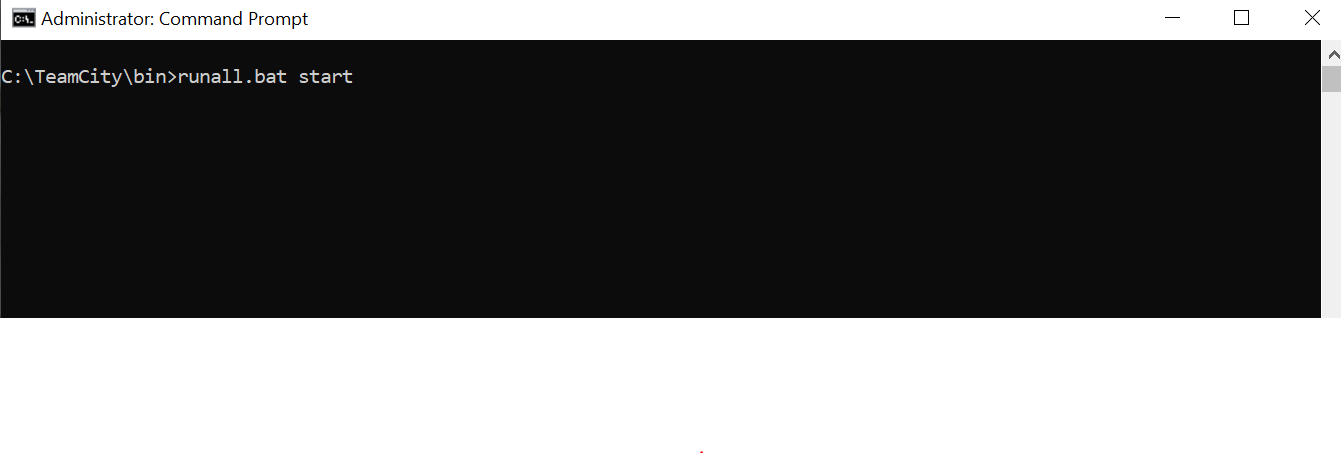 Administrator: Command Prompt
C:\TeamCity\bin>runall.bat start